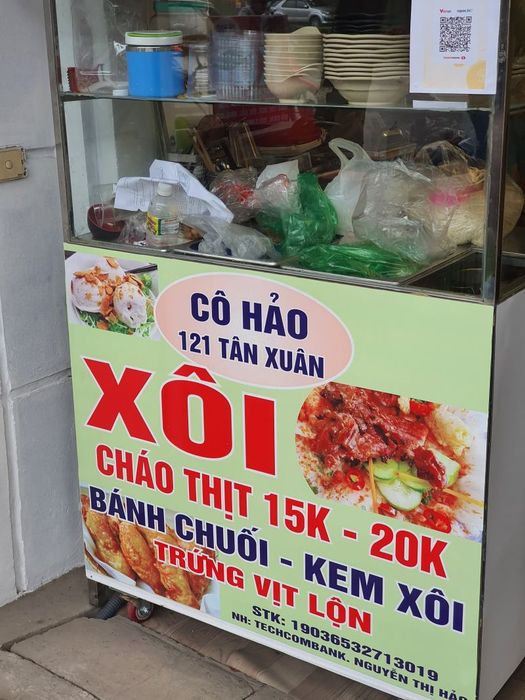 CÔ HẢO
121 TÂN XUÂN
XÔI
CHÁO THỊT 15K - 20K
BÁNH CHUỐI - KEM XÔI
TRỨNG VỊT LỘN
STK: 19036532713019
NH: TECHCOMBANK. NGUYỄN THỊ HẢO